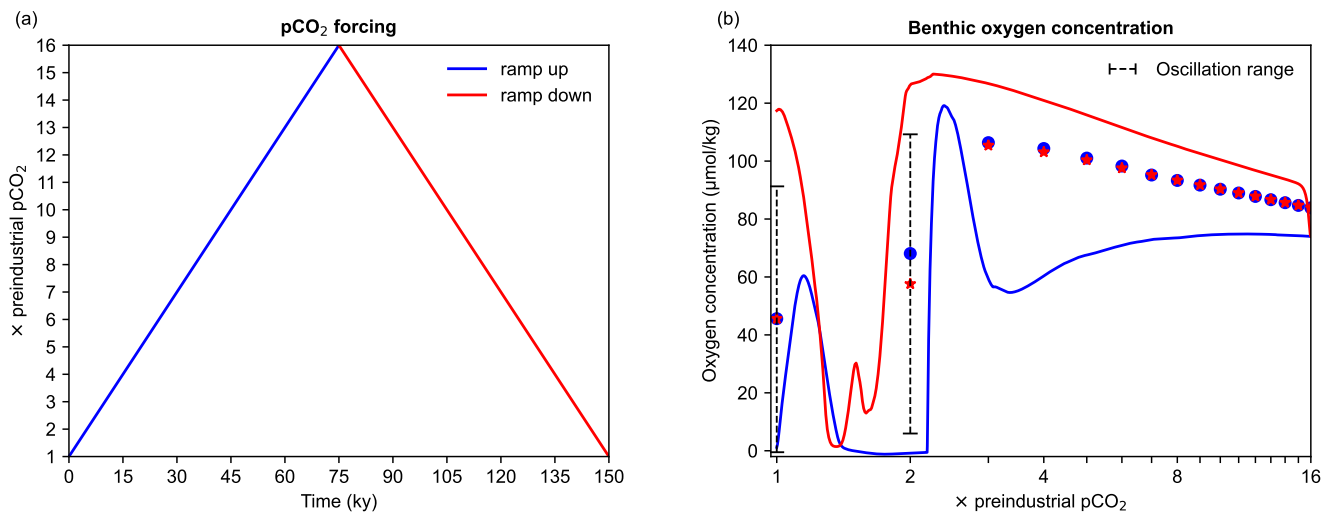 (a)
pCO₂ forcing
ramp up
ramp down
× preindustrial pCO₂
16
15
14
13
12
11
10
9
8
7
6
5
4
3
2
1
0 15 30 45 60 75 90 105 120 135 150
Time (ky)
(b)
Benthic oxygen concentration
Oscillation range
Oxygen concentration (μmol/kg)
140
120
100
80
60
40
20
0
1 2 4 8 16
× preindustrial pCO₂